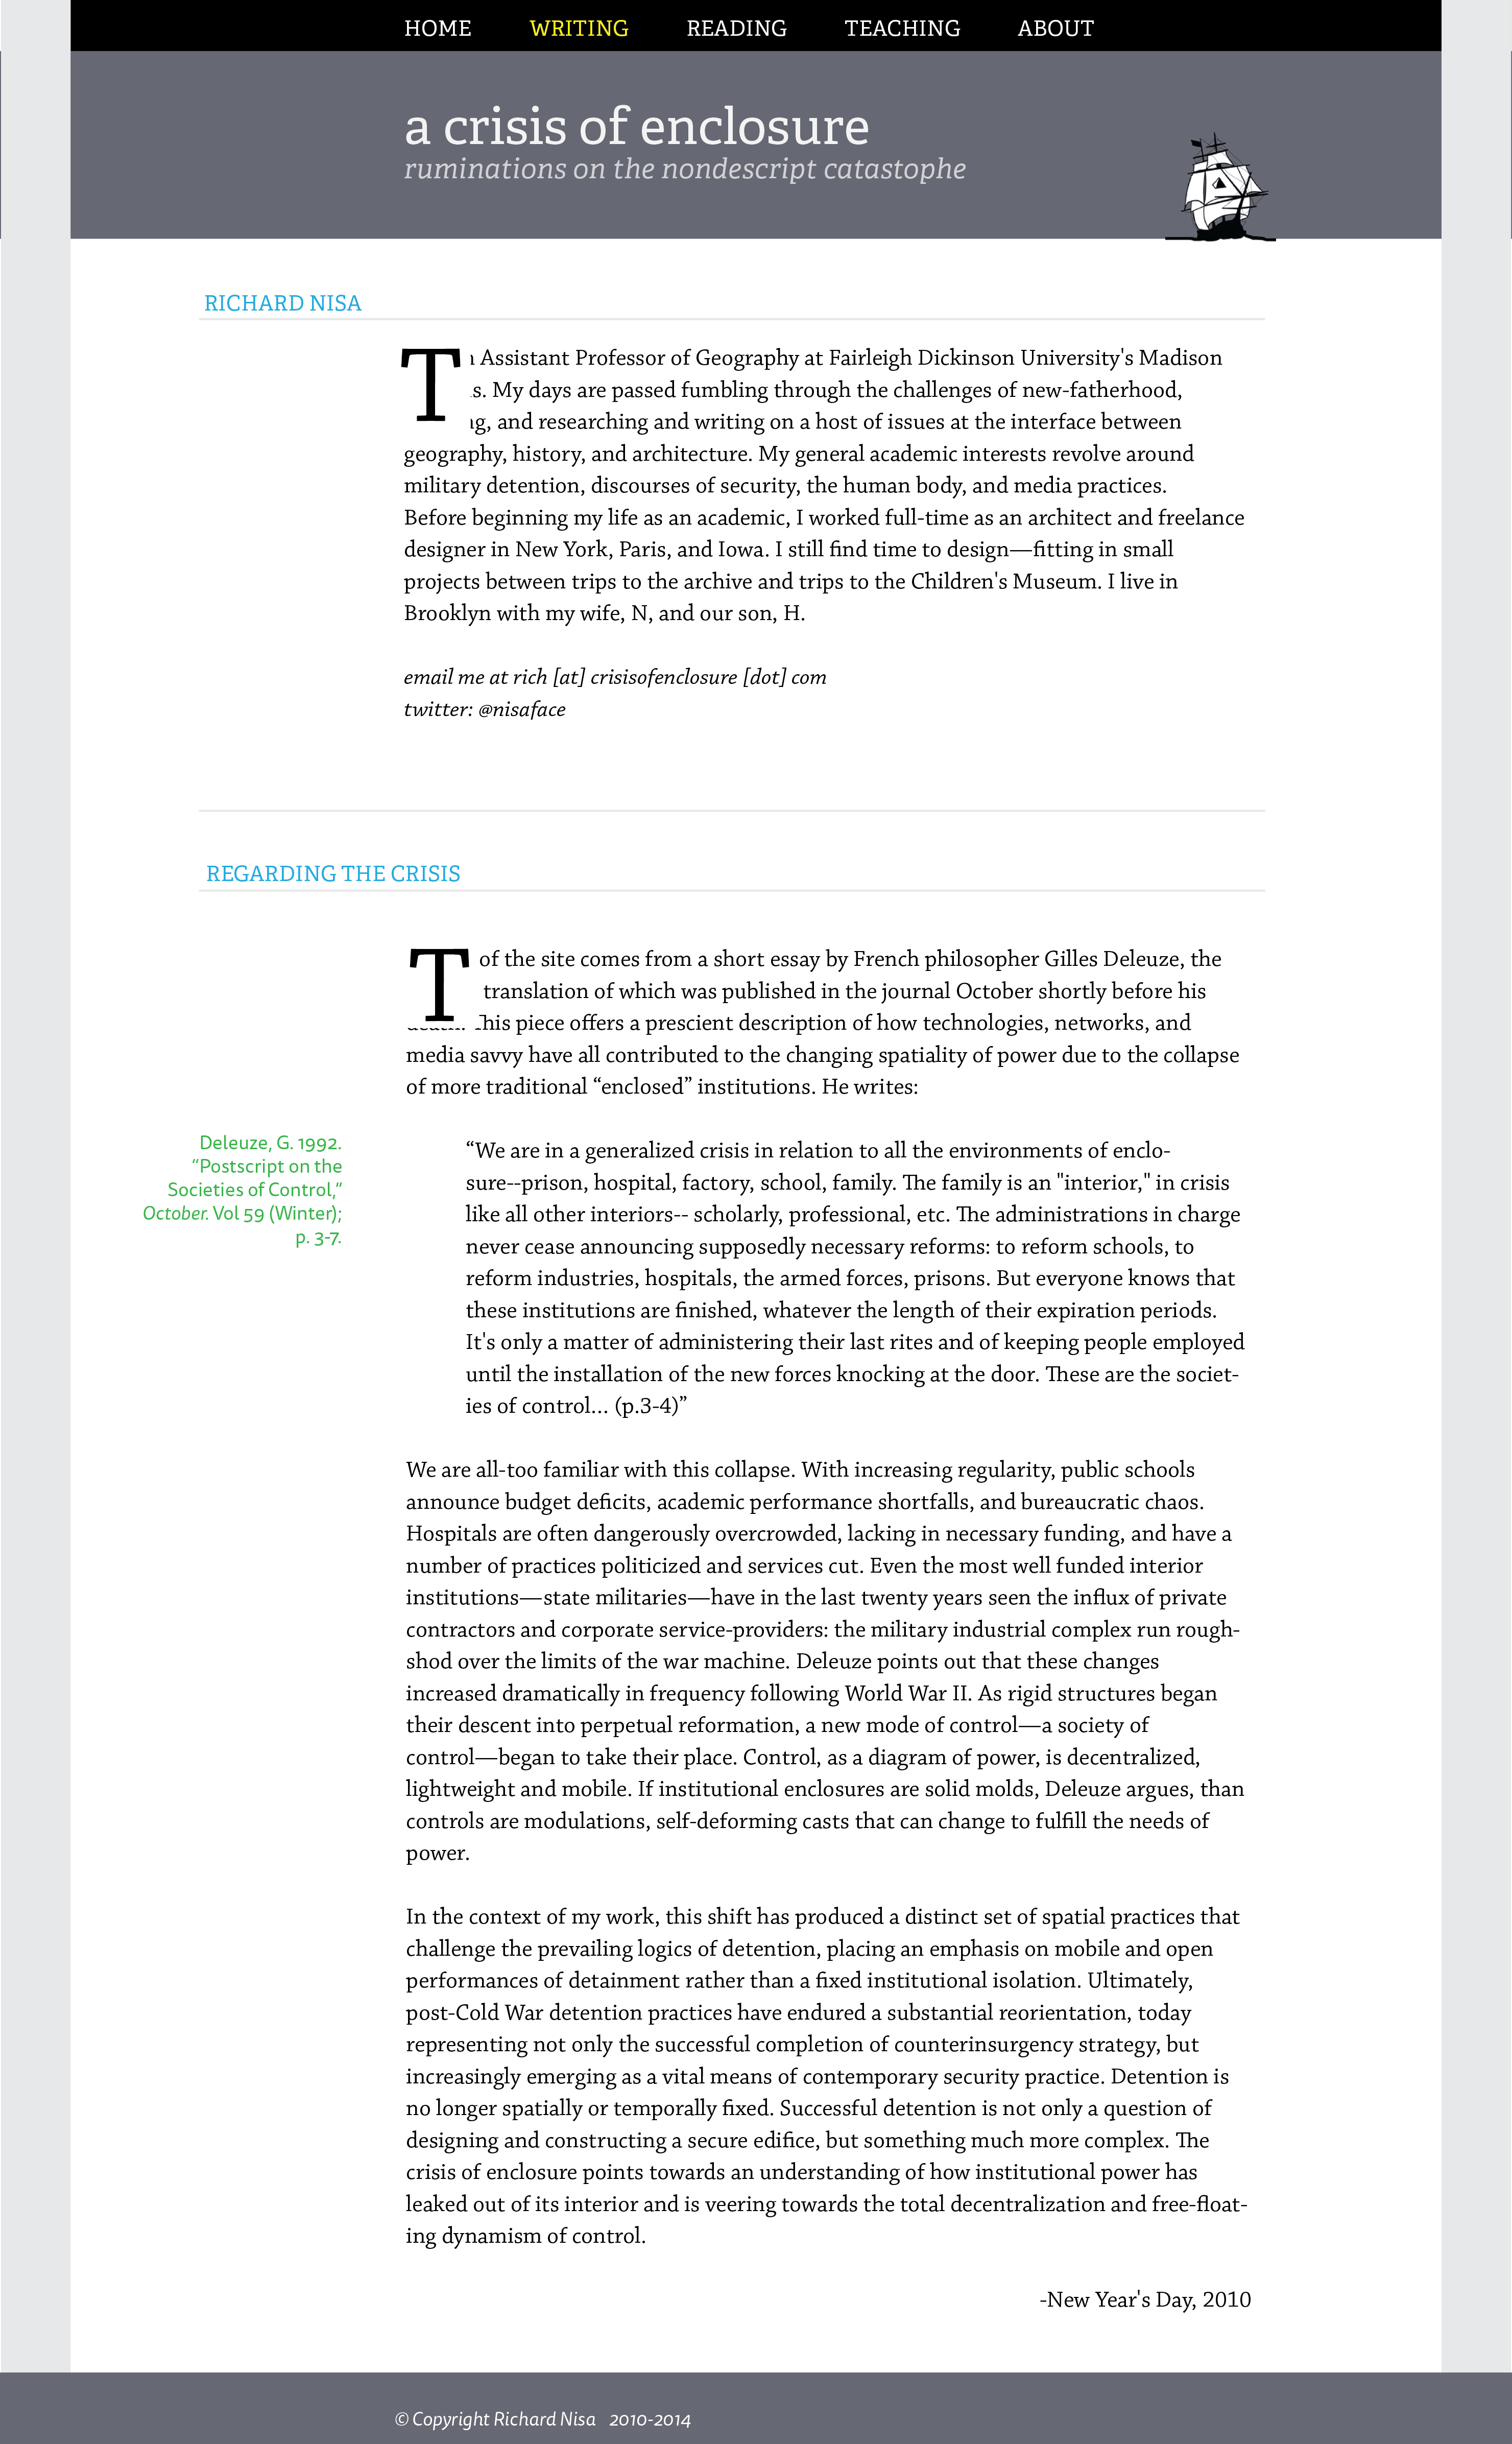 HOME WRITING READING TEACHING ABOUT
a crisis of enclosure
ruminations on the nondescript catastophe
RICHARD NISA
T Assistant Professor of Geography at Fairleigh Dickinson University's Madison
s. My days are passed fumbling through the challenges of new-fatherhood,
ng, and researching and writing on a host of issues at the interface between
geography, history, and architecture. My general academic interests revolve around
military detention, discourses of security, the human body, and media practices.
Before beginning my life as an academic, I worked full-time as an architect and freelance
designer in New York, Paris, and Iowa. I still find time to design—fitting in small
projects between trips to the archive and trips to the Children's Museum. I live in
Brooklyn with my wife, N, and our son, H.
email me at rich [at] crisisofenclosure [dot] com
twitter: @nisaface
REGARDING THE CRISIS
T of the site comes from a short essay by French philosopher Gilles Deleuze, the
translation of which was published in the journal October shortly before his
This piece offers a prescient description of how technologies, networks, and
media savvy have all contributed to the changing spatiality of power due to the collapse
of more traditional “enclosed” institutions. He writes:
Deleuze, G. 1992.
“Postscript on the
Societies of Control,”
October. Vol 59 (Winter);
p. 3-7.
“We are in a generalized crisis in relation to all the environments of enclo-
sure--prison, hospital, factory, school, family. The family is an "interior," in crisis
like all other interiors-- scholarly, professional, etc. The administrations in charge
never cease announcing supposedly necessary reforms: to reform schools, to
reform industries, hospitals, the armed forces, prisons. But everyone knows that
these institutions are finished, whatever the length of their expiration periods.
It's only a matter of administering their last rites and of keeping people employed
until the installation of the new forces knocking at the door. These are the societ-
ies of control... (p.3-4)”
We are all-too familiar with this collapse. With increasing regularity, public schools
announce budget deficits, academic performance shortfalls, and bureaucratic chaos.
Hospitals are often dangerously overcrowded, lacking in necessary funding, and have a
number of practices politicized and services cut. Even the most well funded interior
institutions—state militaries—have in the last twenty years seen the influx of private
contractors and corporate service-providers: the military industrial complex run rough-
shod over the limits of the war machine. Deleuze points out that these changes
increased dramatically in frequency following World War II. As rigid structures began
their descent into perpetual reformation, a new mode of control—a society of
control—began to take their place. Control, as a diagram of power, is decentralized,
lightweight and mobile. If institutional enclosures are solid molds, Deleuze argues, than
controls are modulations, self-deforming casts that can change to fulfill the needs of
power.
In the context of my work, this shift has produced a distinct set of spatial practices that
challenge the prevailing logics of detention, placing an emphasis on mobile and open
performances of detainment rather than a fixed institutional isolation. Ultimately,
post-Cold War detention practices have endured a substantial reorientation, today
representing not only the successful completion of counterinsurgency strategy, but
increasingly emerging as a vital means of contemporary security practice. Detention is
no longer spatially or temporally fixed. Successful detention is not only a question of
designing and constructing a secure edifice, but something much more complex. The
crisis of enclosure points towards an understanding of how institutional power has
leaked out of its interior and is veering towards the total decentralization and free-float-
ing dynamism of control.
-New Year's Day, 2010
© Copyright Richard Nisa 2010-2014